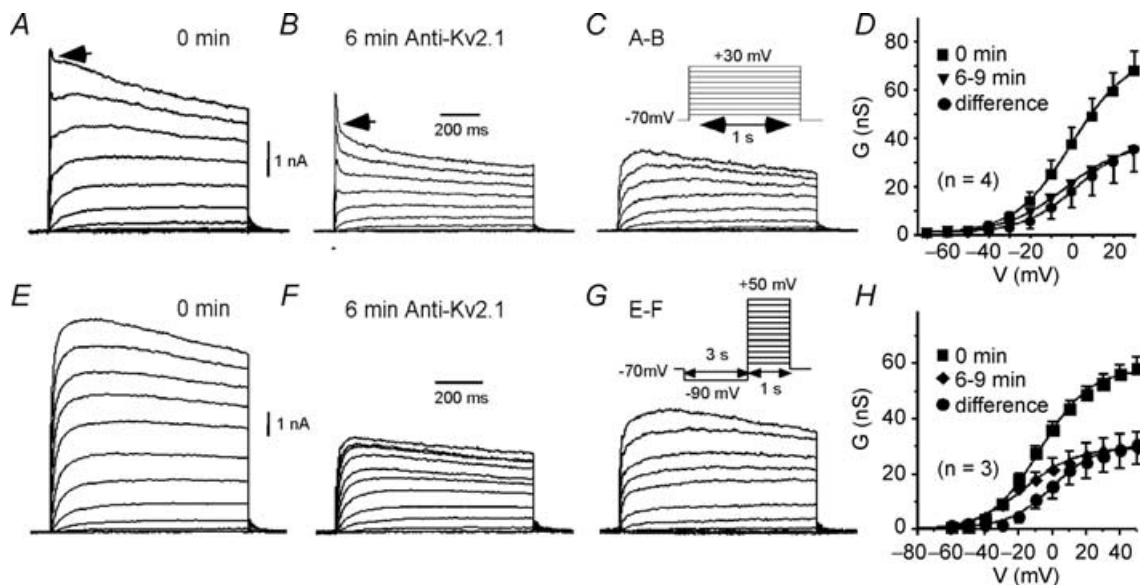 A
0 min
1 nA
B
6 min Anti-Kv2.1
200 ms
C
A-B
+30 mV
-70mV
1 s
D
G (nS)
80
60
40
20
0
■ 0 min
▼ 6-9 min
● difference
(n = 4)
−60 −40 −20 0 20
V (mV)
E
0 min
1 nA
F
6 min Anti-Kv2.1
200 ms
G
E-F
+50 mV
3 s
-70mV
-90 mV
1 s
H
G (nS)
60
40
20
0
■ 0 min
◆ 6-9 min
● difference
(n = 3)
−80 −60 −40 −20 0 20 40
V (mV)